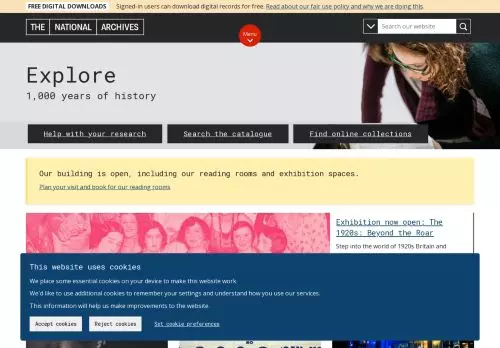 FREE DIGITAL DOWNLOADS Signed-in users can download digital records for free. Read about our fair use policy and why we are doing this.
THE NATIONAL ARCHIVES
Menu
Search our website
Explore
1,000 years of history
Help with your research
Search the catalogue
Find online collections
Our building is open, including our reading rooms and exhibition spaces.
Plan your visit and book for our reading rooms
Exhibition now open: The
1920s: Beyond the Roar
Step into the world of 1920s Britain and
This website uses cookies
We place some essential cookies on your device to make this website work.
We'd like to use additional cookies to remember your settings and understand how you use our services.
This information will help us make improvements to the website.
Accept cookies
Reject cookies
Set cookie preferences